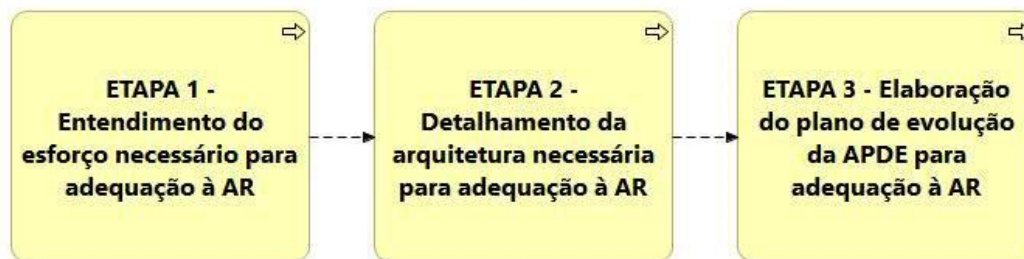 ETAPA 1 -
Entendimento do
esforço necessário para
adequação à AR
ETAPA 2 -
Detalhamento da
arquitetura necessária
para adequação à AR
ETAPA 3 - Elaboração
do plano de evolução
da APDE para
adequação à AR